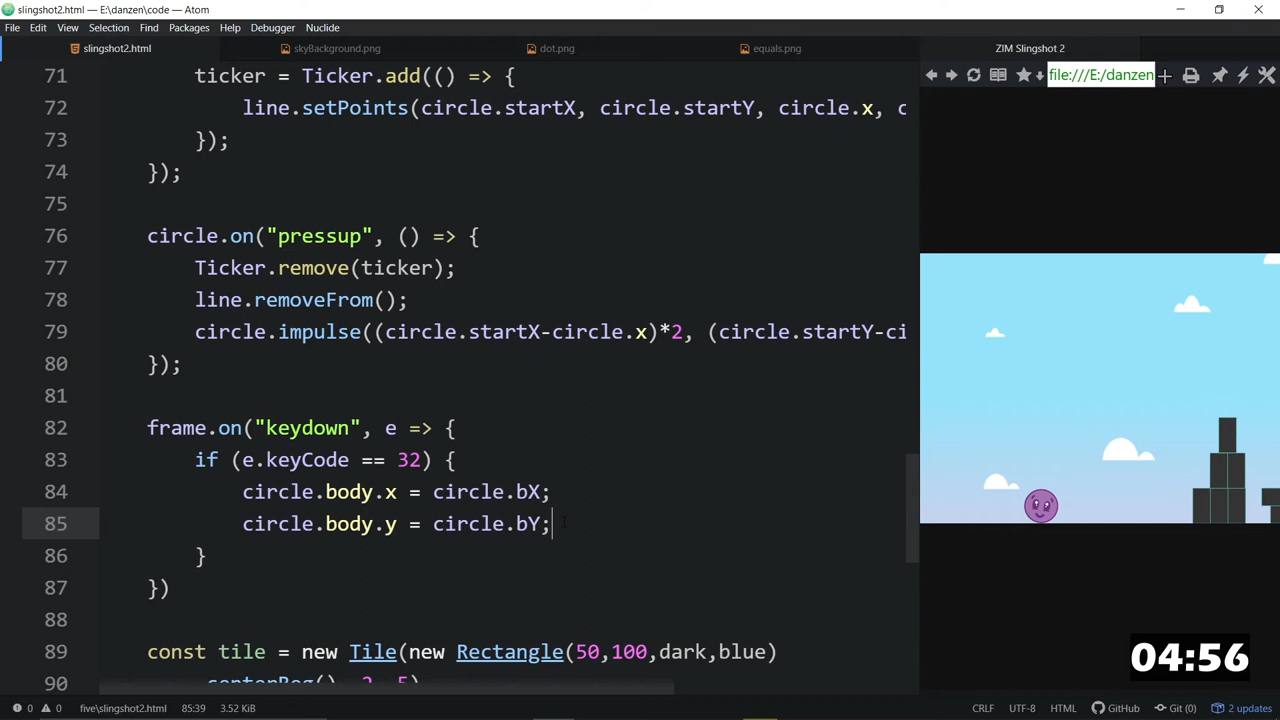 slingshot2.html — E:\danzen\code — Atom
File Edit View Selection Find Packages Help Debugger Nuclide
slingshot2.html skyBackground.png dot.png equals.png ZIM Slingshot 2
file:///E:/danzen
71 ticker = Ticker.add(() => {
72 line.setPoints(circle.startX, circle.startY, circle.x, c
73 });
74 });
75
76 circle.on("pressup", () => {
77 Ticker.remove(ticker);
78 line.removeFrom();
79 circle.impulse((circle.startX-circle.x)*2, (circle.startY-ci
80 });
81
82 frame.on("keydown", e => {
83 if (e.keyCode == 32) {
84 circle.body.x = circle.bX;
85 circle.body.y = circle.bY;
86 }
87 })
88
89 const tile = new Tile(new Rectangle(50,100,dark,blue)
90 .centerReg(), 2, 5)
04:56
0 0 five\slingshot2.html 85:39 3.52 KiB CRLF UTF-8 HTML GitHub Git (0) 2 updates